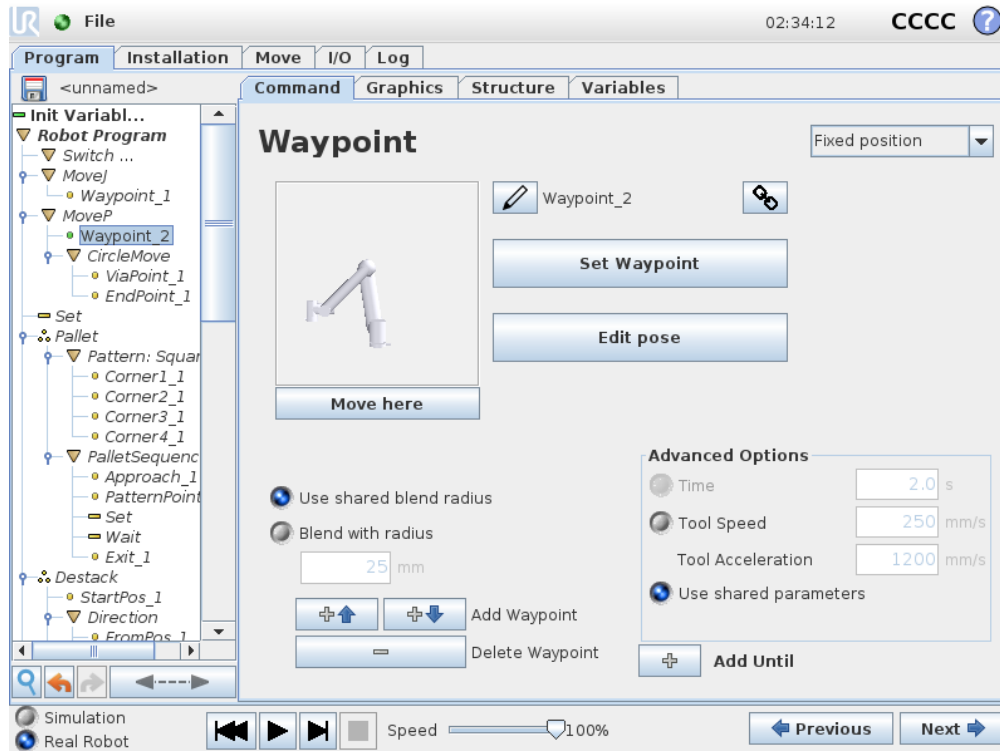 UR File 02:34:12 CCCC ?
Program Installation Move I/O Log
<unnamed> Command Graphics Structure Variables
Init Variabl...
Robot Program
Switch ...
MoveJ
Waypoint_1
MoveP
Waypoint_2
CircleMove
ViaPoint_1
EndPoint_1
Set
Pallet
Pattern: Squar
Corner1_1
Corner2_1
Corner3_1
Corner4_1
PalletSequenc
Approach_1
PatternPoint
Set
Wait
Exit_1
Destack
StartPos_1
Direction
FromPos_1
Waypoint
Fixed position
Waypoint_2
Set Waypoint
Edit pose
Move here
Use shared blend radius
Blend with radius
25 mm
Add Waypoint
Delete Waypoint
Advanced Options
Time 2.0 s
Tool Speed 250 mm/s
Tool Acceleration 1200 mm/s
Use shared parameters
Add Until
Simulation
Real Robot
Speed 100%
Previous Next